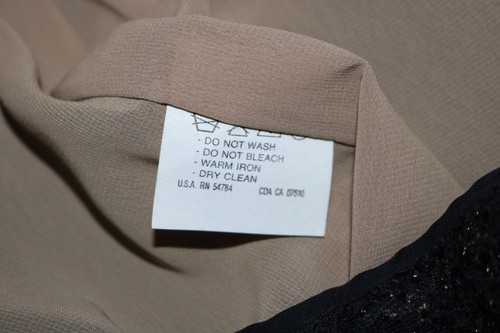 - DO NOT WASH
- DO NOT BLEACH
- WARM IRON
- DRY CLEAN
U.S.A. RN 54784 CDA. CA 07510